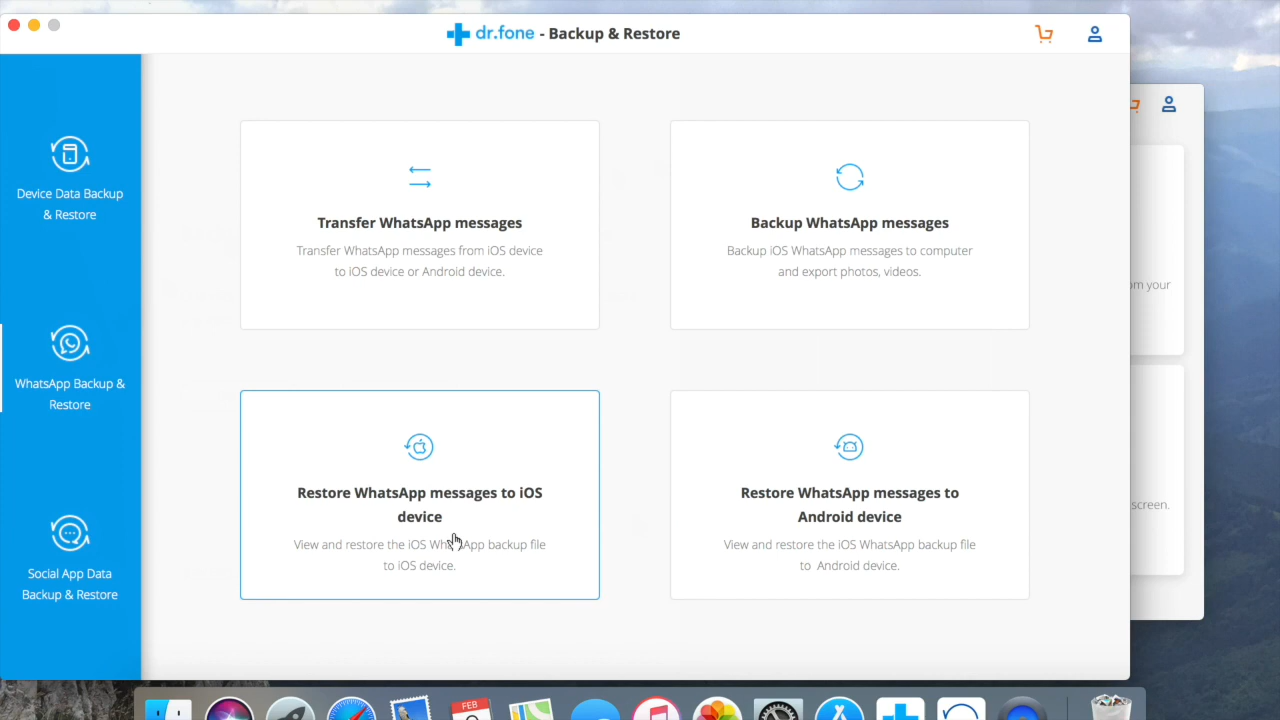 dr.fone - Backup & Restore
Device Data Backup
& Restore
WhatsApp Backup &
Restore
Social App Data
Backup & Restore
Transfer WhatsApp messages
Transfer WhatsApp messages from iOS device
to iOS device or Android device.
Backup WhatsApp messages
Backup iOS WhatsApp messages to computer
and export photos, videos.
Restore WhatsApp messages to iOS
device
View and restore the iOS WhatsApp backup file
to iOS device.
Restore WhatsApp messages to
Android device
View and restore the iOS WhatsApp backup file
to Android device.
om your
screen.
FEB